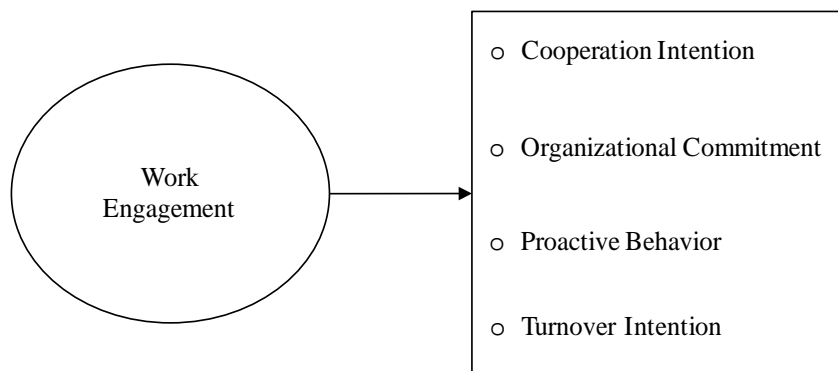 Work
Engagement
o Cooperation Intention
o Organizational Commitment
o Proactive Behavior
o Turnover Intention